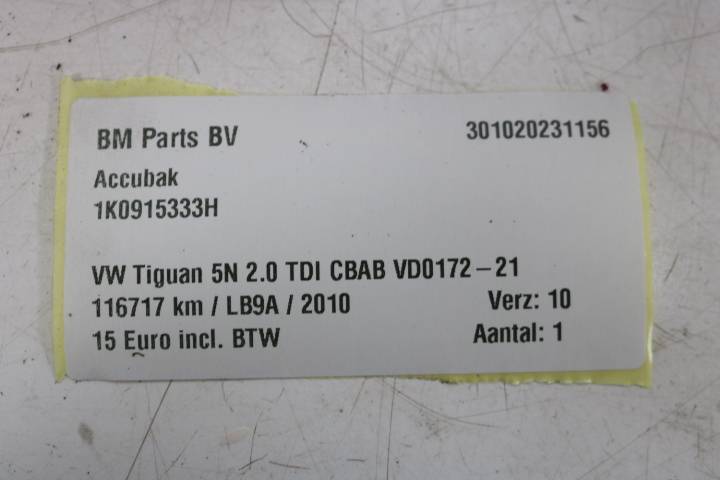 BM Parts BV 301020231156
Accubak
1K0915333H
VW Tiguan 5N 2.0 TDI CBAB VD0172-21
116717 km / LB9A / 2010 Verz: 10
15 Euro incl. BTW Aantal: 1